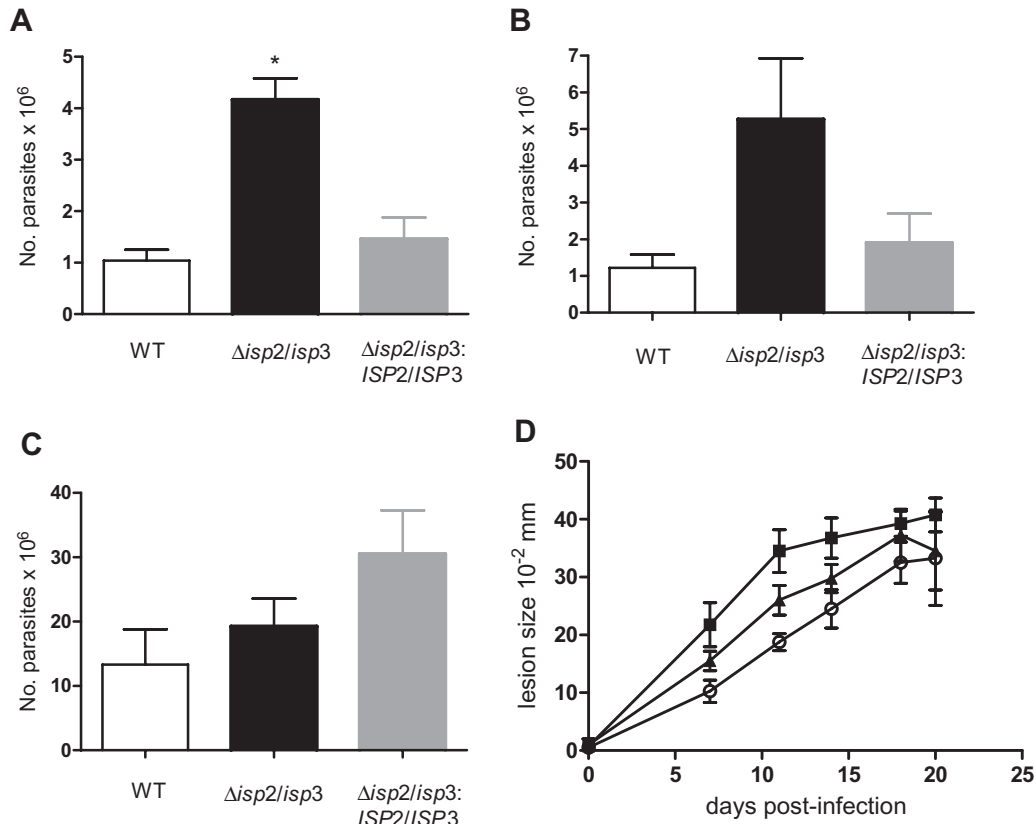 A
No. parasites x 10⁶
5
4
3
2
1
0
*
WT
Δisp2/isp3
Δisp2/isp3:
ISP2/ISP3
B
No. parasites x 10⁶
7
6
5
4
3
2
1
0
WT
Δisp2/isp3
Δisp2/isp3:
ISP2/ISP3
C
No. parasites x 10⁶
40
30
20
10
0
WT
Δisp2/isp3
Δisp2/isp3:
ISP2/ISP3
D
lesion size 10⁻² mm
50
40
30
20
10
0
0 5 10 15 20 25
days post-infection